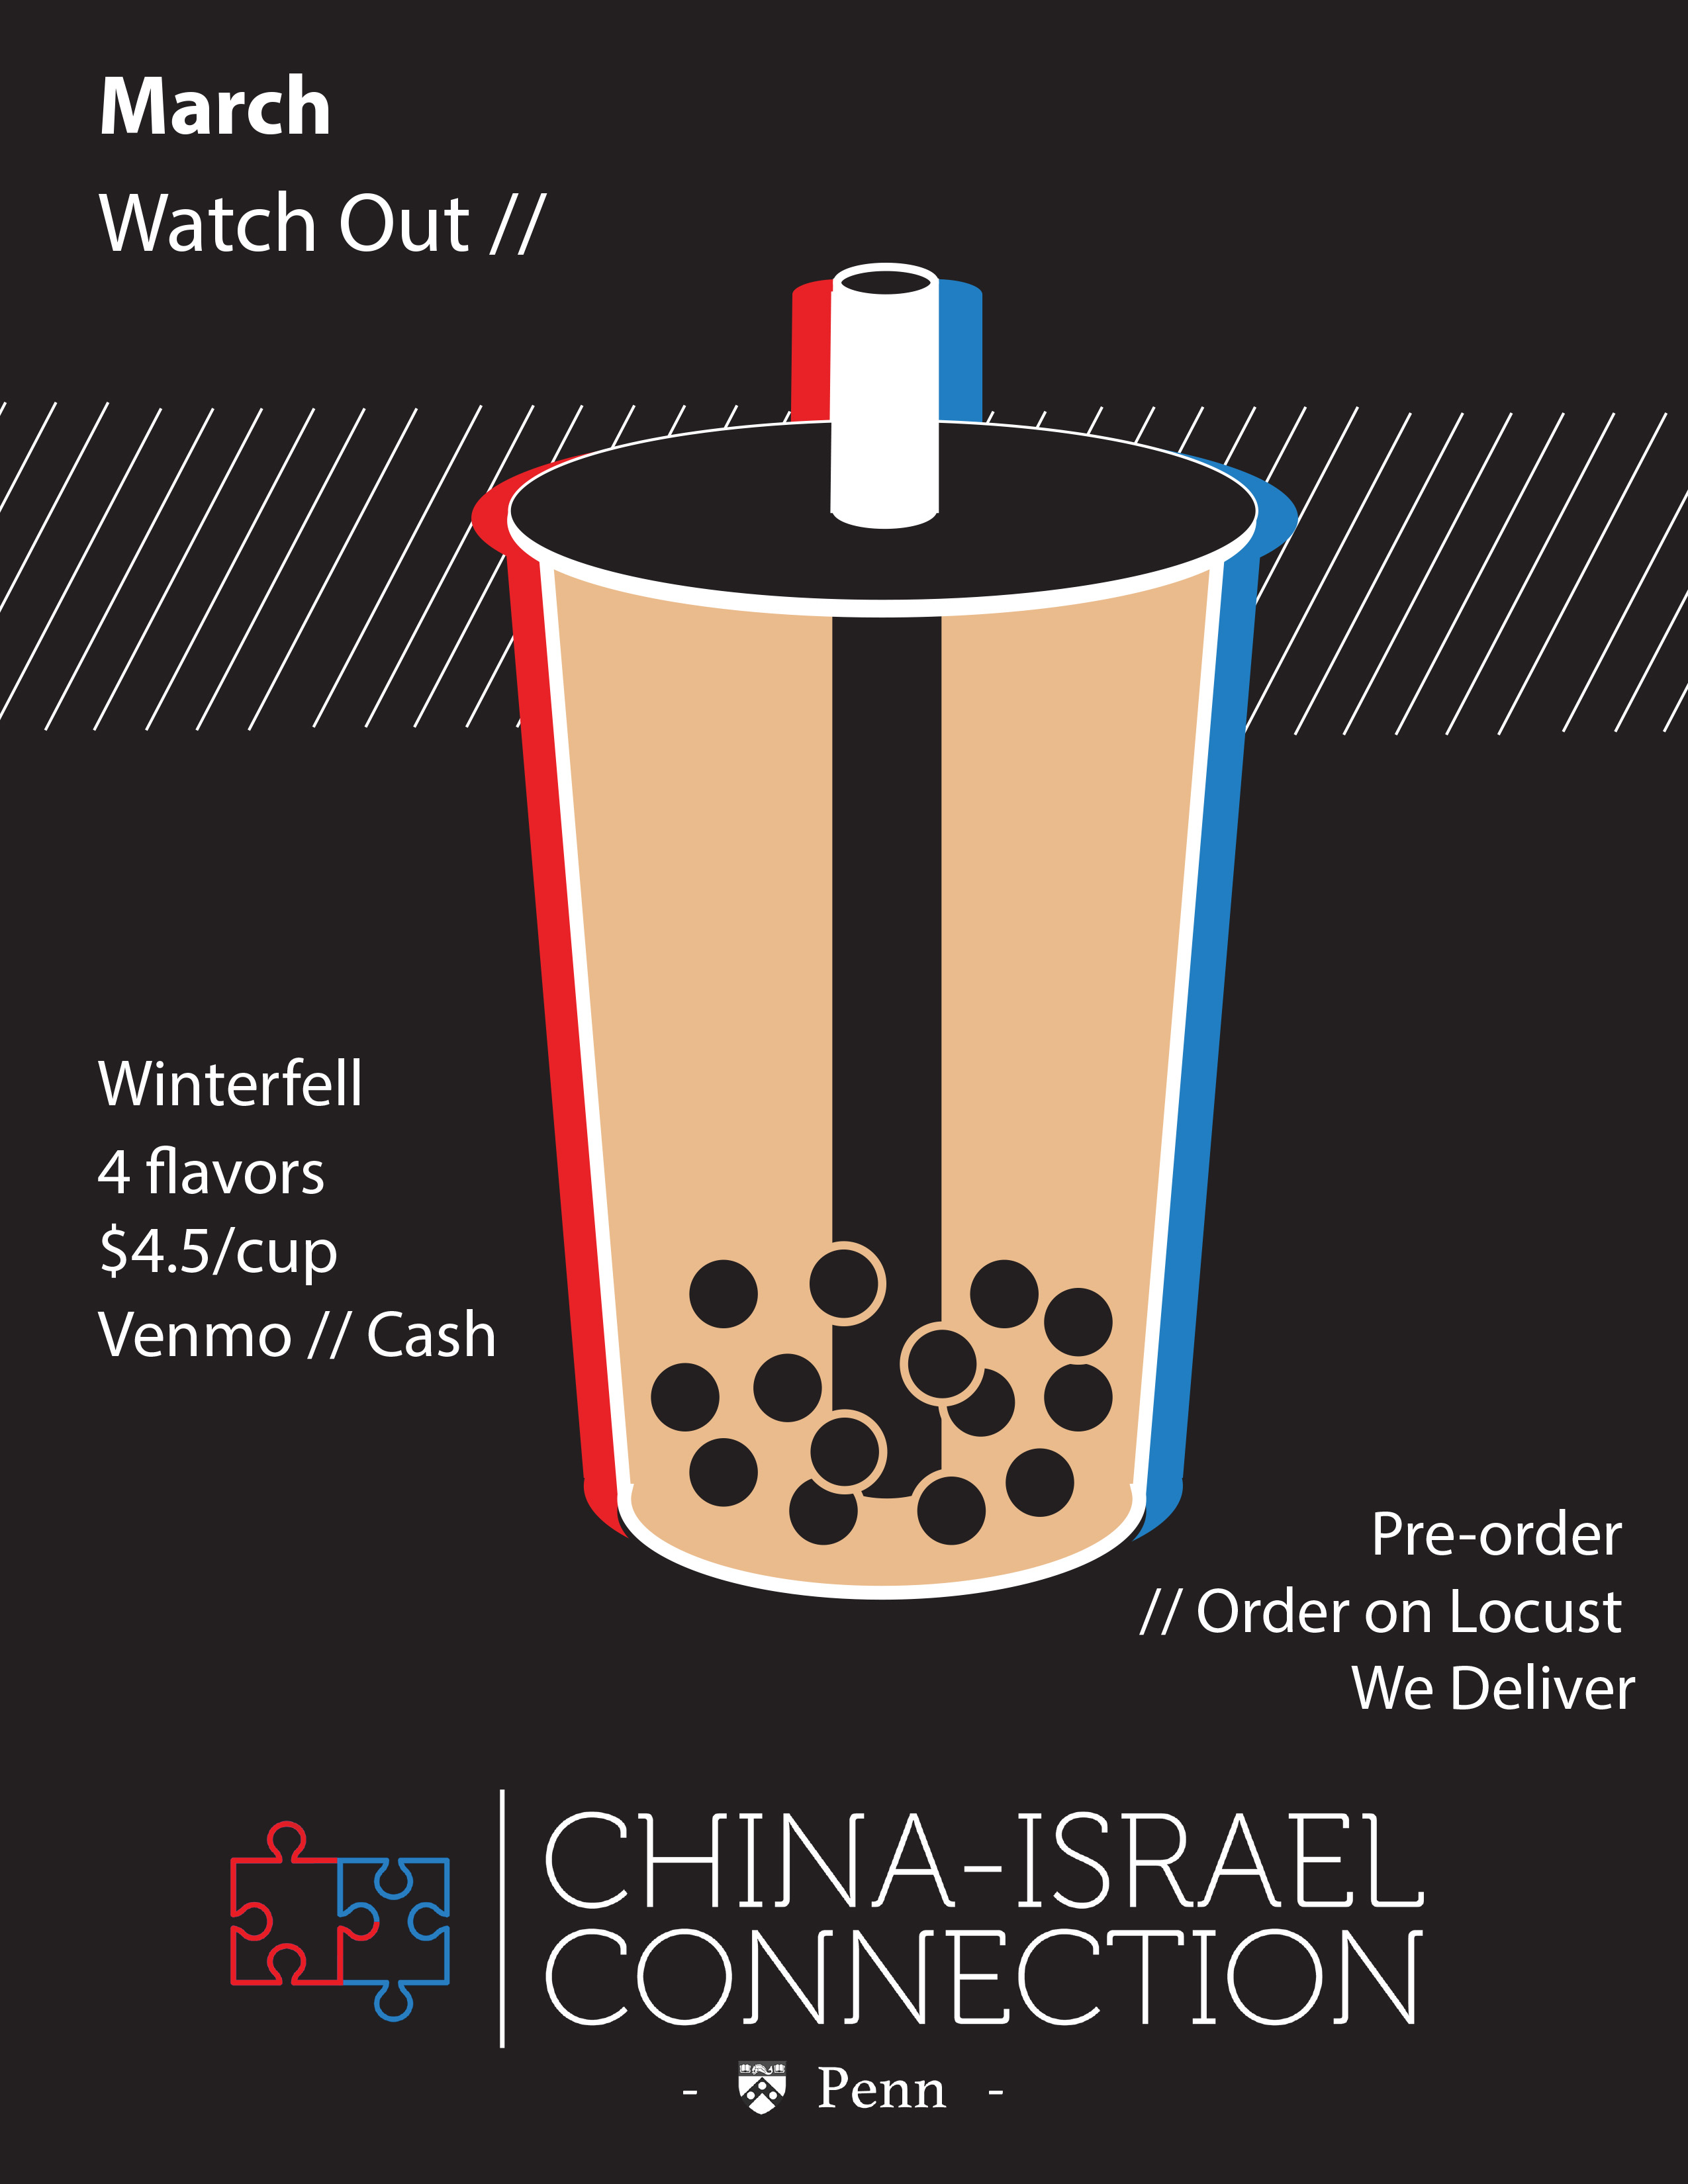 March
Watch Out //
Winterfell
4 flavors
$4.5/cup
Venmo // Cash
Pre-order
// Order on Locust
We Deliver
CHINA-ISRAEL
CONNECTION
- Penn -